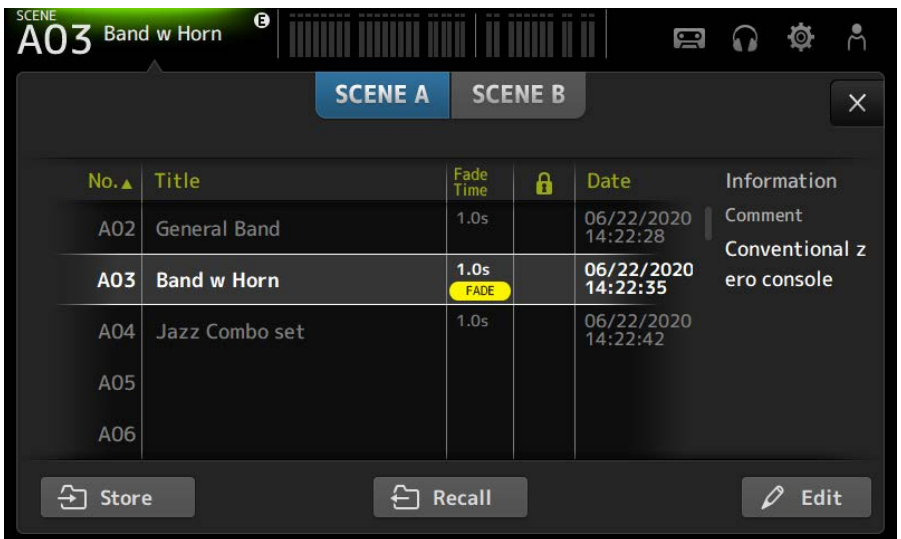 SCENE
A03 Band w Horn E
SCENE A SCENE B
No. Title Fade Time Date Information
A02 General Band 1.0s 06/22/2020 14:22:28
Comment
Conventional z
ero console
A03 Band w Horn 1.0s FADE 06/22/2020 14:22:35
A04 Jazz Combo set 1.0s 06/22/2020 14:22:42
A05
A06
Store Recall Edit